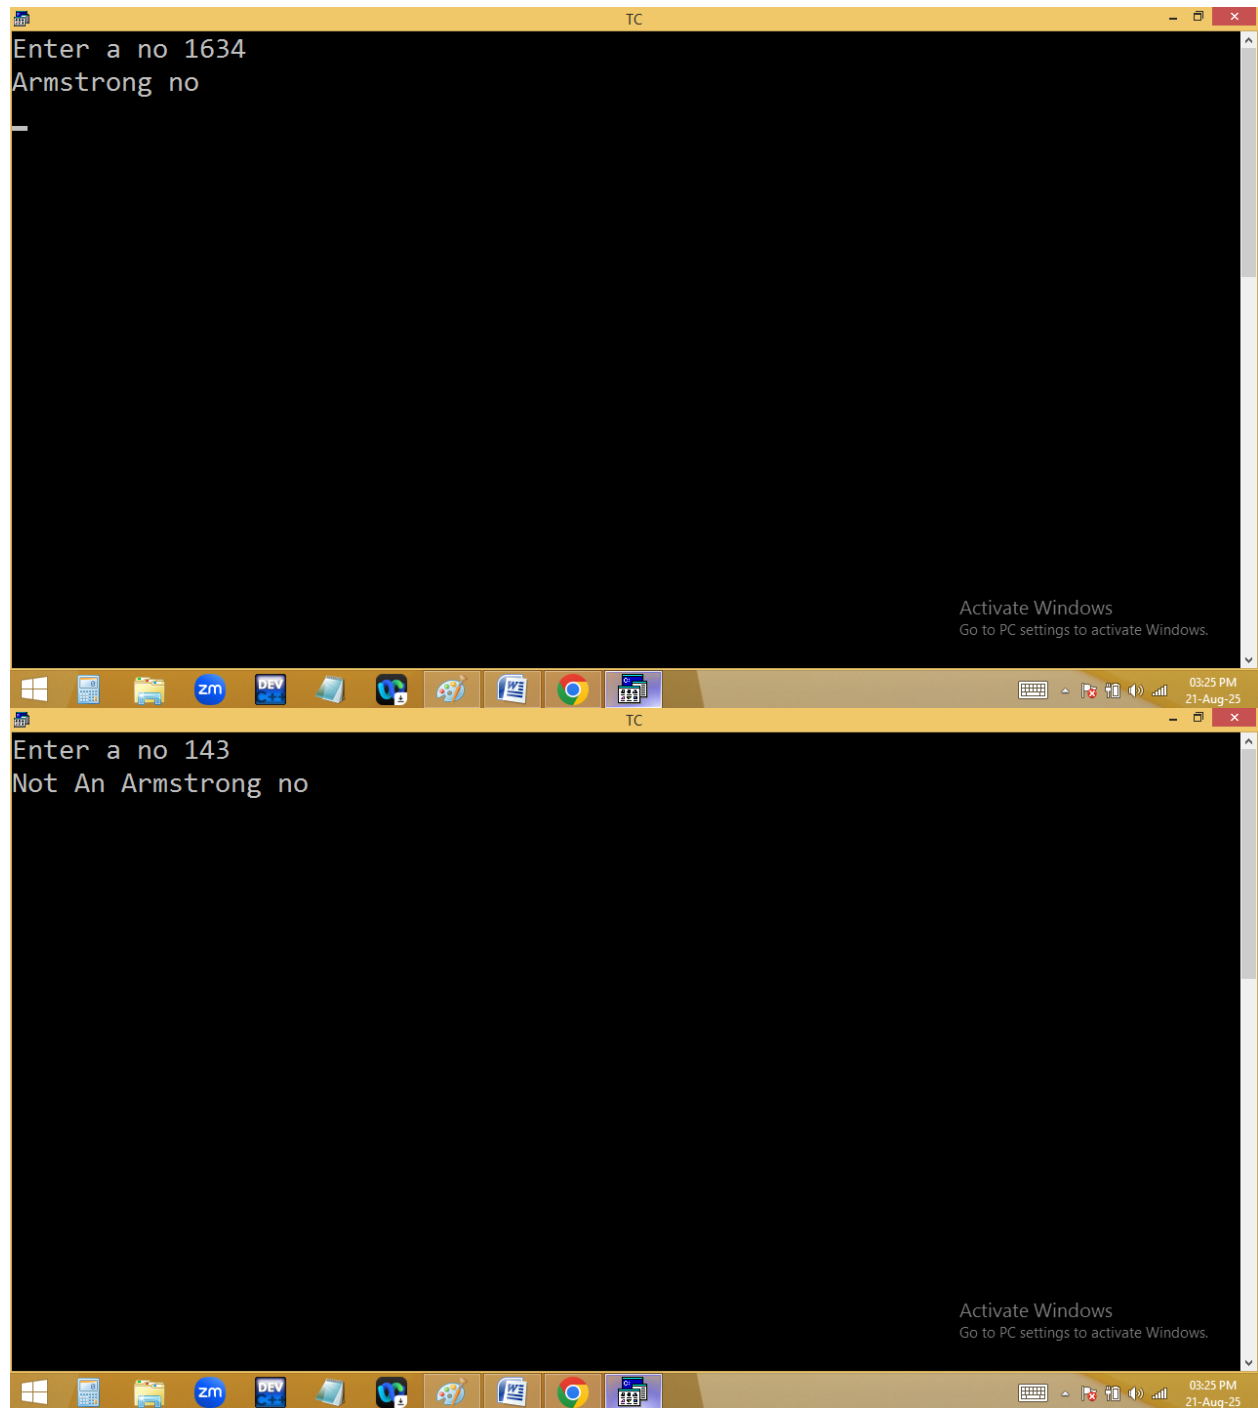 TC
Enter a no 1634
Armstrong no
Activate Windows
Go to PC settings to activate Windows.
zm
DEV
C++
03:25 PM
21-Aug-25
TC
Enter a no 143
Not An Armstrong no
Activate Windows
Go to PC settings to activate Windows.
zm
DEV
C++
03:25 PM
21-Aug-25